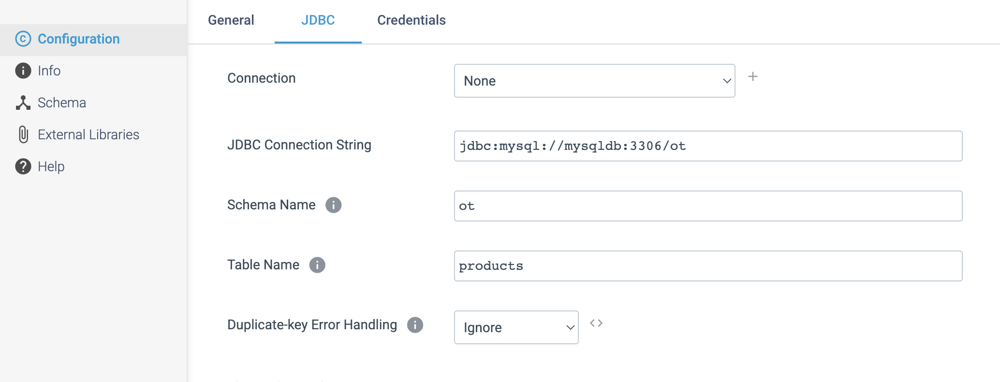 General
JDBC
Credentials
Configuration
Info
Schema
External Libraries
Help
Connection
None
JDBC Connection String
jdbc:mysql://mysqldb:3306/ot
Schema Name
ot
Table Name
products
Duplicate-key Error Handling
Ignore